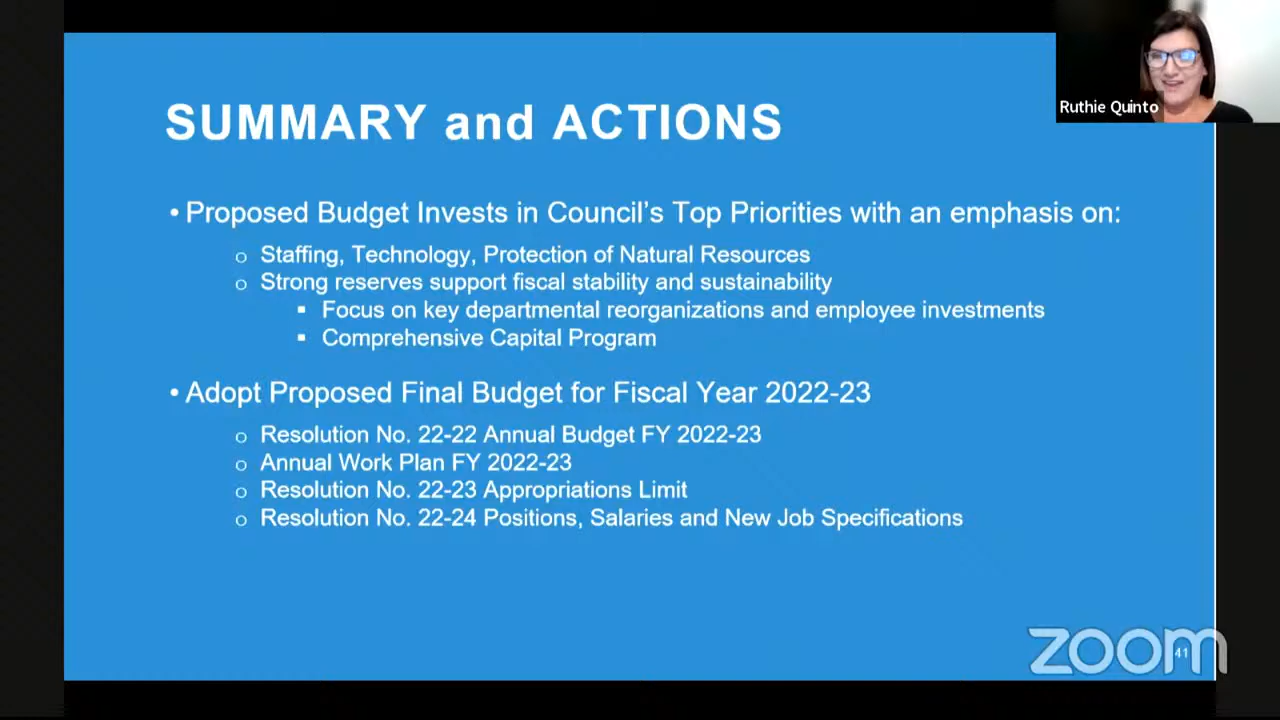 Ruthie Quinto
SUMMARY and ACTIONS
• Proposed Budget Invests in Council's Top Priorities with an emphasis on:
o Staffing, Technology, Protection of Natural Resources
o Strong reserves support fiscal stability and sustainability
▪ Focus on key departmental reorganizations and employee investments
▪ Comprehensive Capital Program
• Adopt Proposed Final Budget for Fiscal Year 2022-23
o Resolution No. 22-22 Annual Budget FY 2022-23
o Annual Work Plan FY 2022-23
o Resolution No. 22-23 Appropriations Limit
o Resolution No. 22-24 Positions, Salaries and New Job Specifications
zoom
41